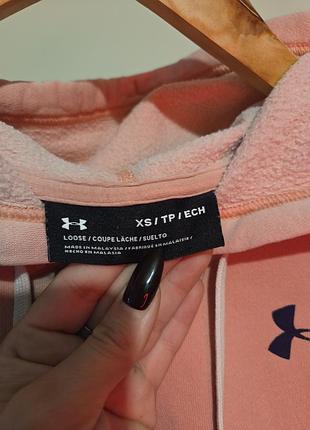 XS / TP / ECH
LOOSE / COUPE LÂCHE / SUELTO
MADE IN MALAYSIA / FABRIQUÉ EN MALAISIE /
HECHO EN MALASIA